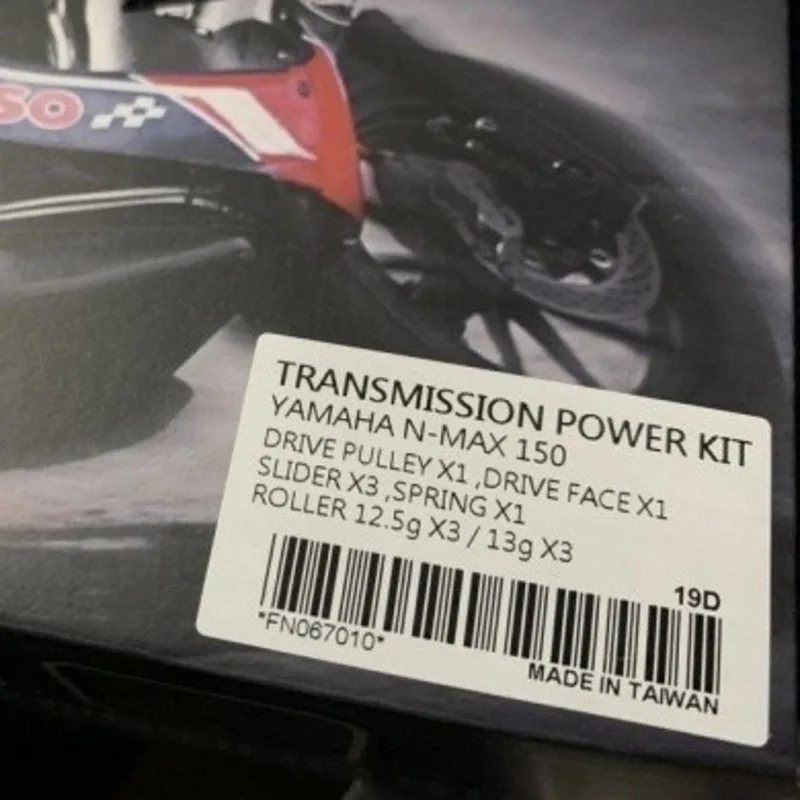 SO
TRANSMISSION POWER KIT
YAMAHA N-MAX 150
DRIVE PULLEY X1 ,DRIVE FACE X1
SLIDER X3 ,SPRING X1
ROLLER 12.5g X3 / 13g X3
19D
*FN067010*
MADE IN TAIWAN